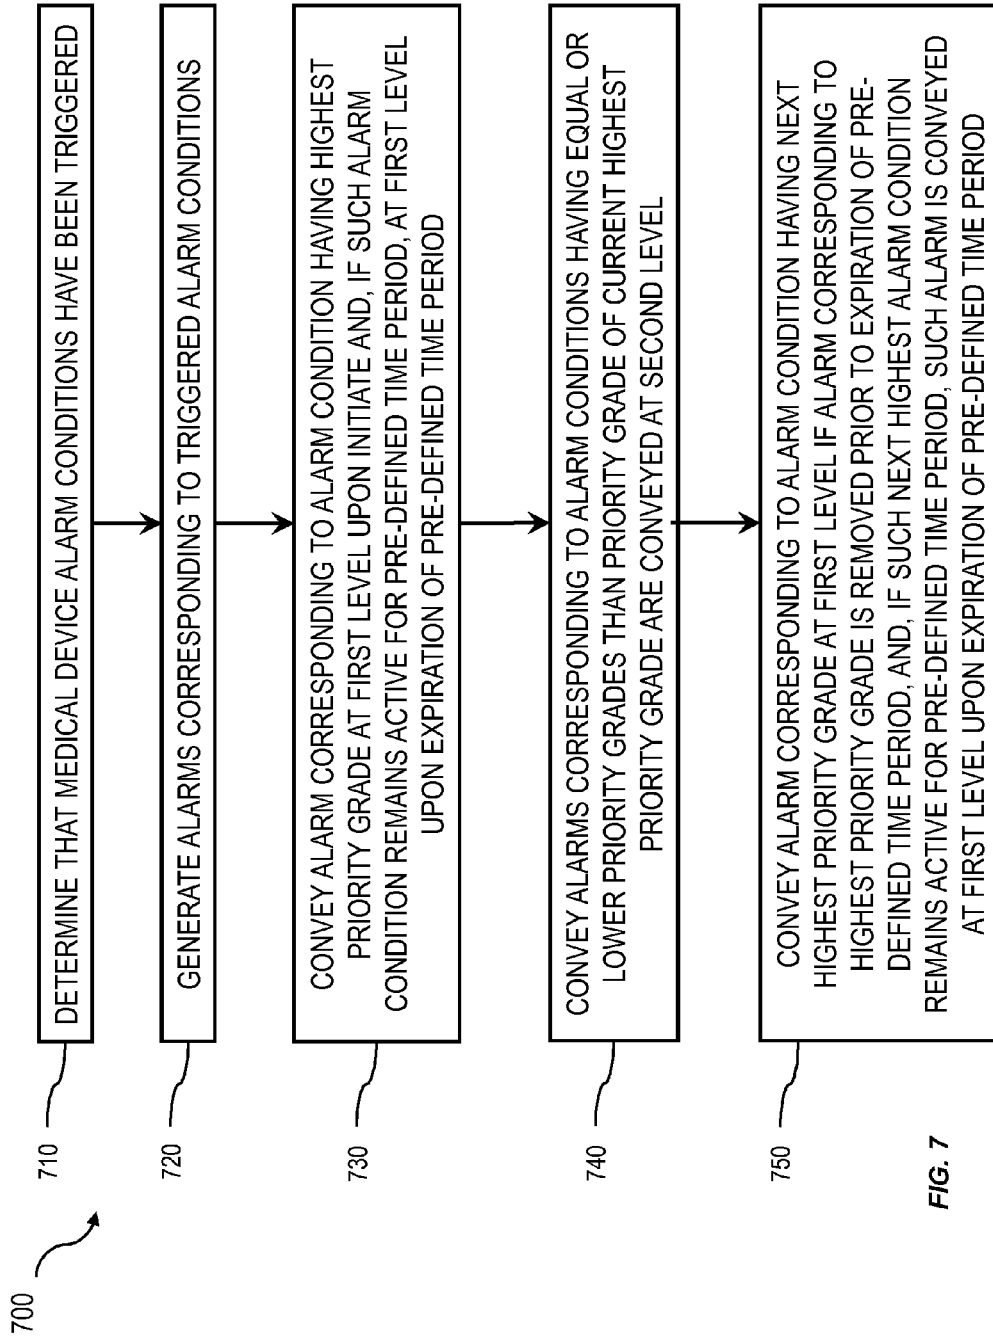 700
710
DETERMINE THAT MEDICAL DEVICE ALARM CONDITIONS HAVE BEEN TRIGGERED
720
GENERATE ALARMS CORRESPONDING TO TRIGGERED ALARM CONDITIONS
730
CONVEY ALARM CORRESPONDING TO ALARM CONDITION HAVING HIGHEST
PRIORITY GRADE AT FIRST LEVEL UPON INITIATE AND, IF SUCH ALARM
CONDITION REMAINS ACTIVE FOR PRE-DEFINED TIME PERIOD, AT FIRST LEVEL
UPON EXPIRATION OF PRE-DEFINED TIME PERIOD
740
CONVEY ALARMS CORRESPONDING TO ALARM CONDITIONS HAVING EQUAL OR
LOWER PRIORITY GRADES THAN PRIORITY GRADE OF CURRENT HIGHEST
PRIORITY GRADE ARE CONVEYED AT SECOND LEVEL
750
CONVEY ALARM CORRESPONDING TO ALARM CONDITION HAVING NEXT
HIGHEST PRIORITY GRADE AT FIRST LEVEL IF ALARM CORRESPONDING TO
HIGHEST PRIORITY GRADE IS REMOVED PRIOR TO EXPIRATION OF PRE-
DEFINED TIME PERIOD, AND, IF SUCH NEXT HIGHEST ALARM CONDITION
REMAINS ACTIVE FOR PRE-DEFINED TIME PERIOD, SUCH ALARM IS CONVEYED
AT FIRST LEVEL UPON EXPIRATION OF PRE-DEFINED TIME PERIOD
FIG. 7